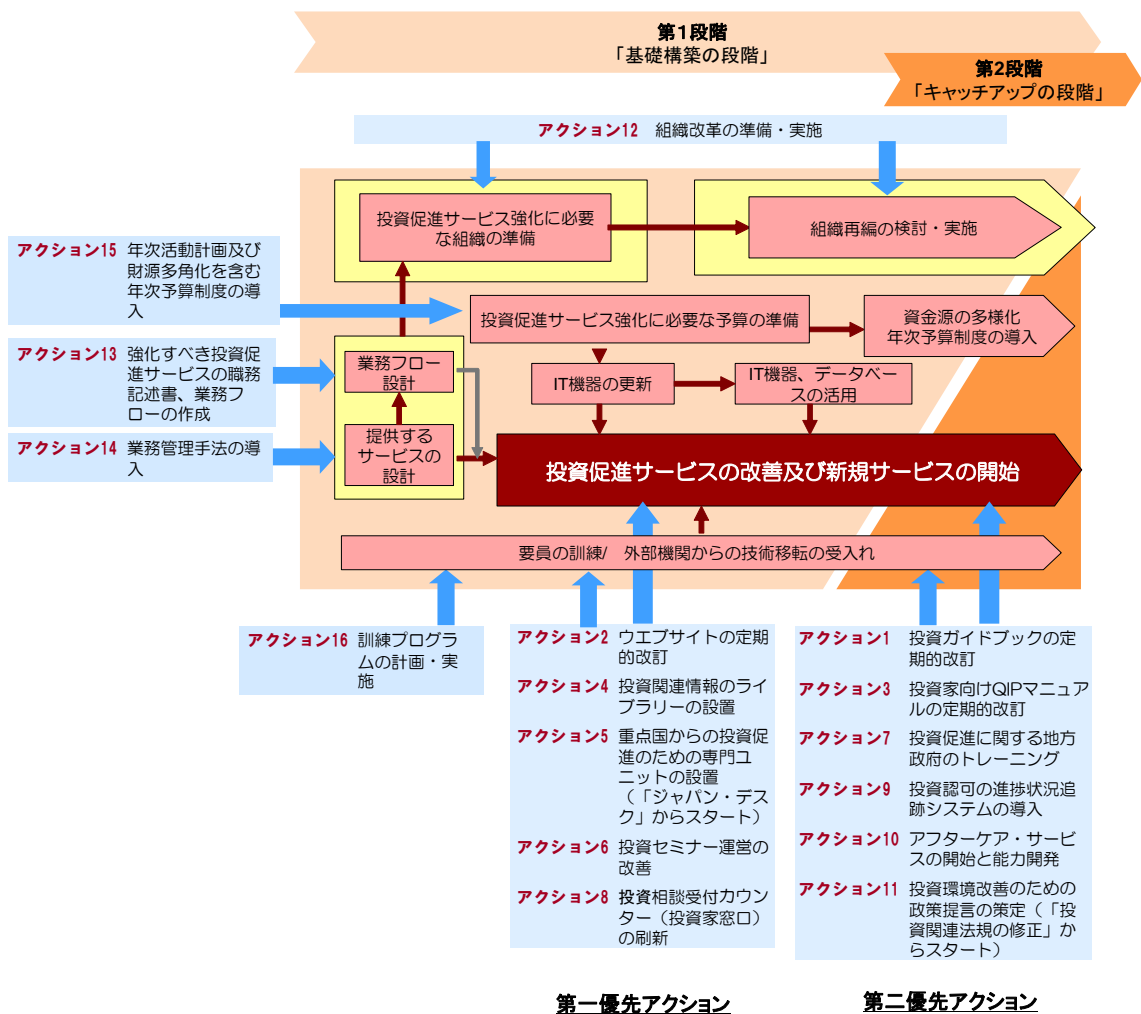 第1段階
「基礎構築の段階」
第2段階
「キャッチアップの段階」
アクション12 組織改革の準備・実施
投資促進サービス強化に必要
な組織の準備
組織再編の検討・実施
アクション15 年次活動計画及び
財源多角化を含む
年次予算制度の導
入
投資促進サービス強化に必要な予算の準備
資金源の多様化
年次予算制度の導入
アクション13 強化すべき投資促
進サービスの職務
記述書、業務フ
ローの作成
業務フロー
設計
IT機器の更新
IT機器、データベ
ースの活用
アクション14 業務管理手法の導
入
提供する
サービスの
設計
投資促進サービスの改善及び新規サービスの開始
要員の訓練/ 外部機関からの技術移転の受入れ
アクション16 訓練プログラ
ムの計画・実
施
アクション2 ウエブサイトの定期
的改訂
アクション4 投資関連情報のライ
ブラリーの設置
アクション5 重点国からの投資促
進のための専門ユ
ニットの設置
（「ジャパン・デス
ク」からスタート）
アクション6 投資セミナー運営の
改善
アクション8 投資相談受付カウン
ター（投資家窓口）
の刷新
アクション1 投資ガイドブックの定
期的改訂
アクション3 投資家向けQIPマニュア
ルの定期的改訂
アクション7 投資促進に関する地方
政府のトレーニング
アクション9 投資認可の進捗状況追
跡システムの導入
アクション10 アフターケア・サービ
スの開始と能力開発
アクション11 投資環境改善のための
政策提言の策定（「投
資関連法規の修正」か
らスタート）
第一優先アクション
第二優先アクション